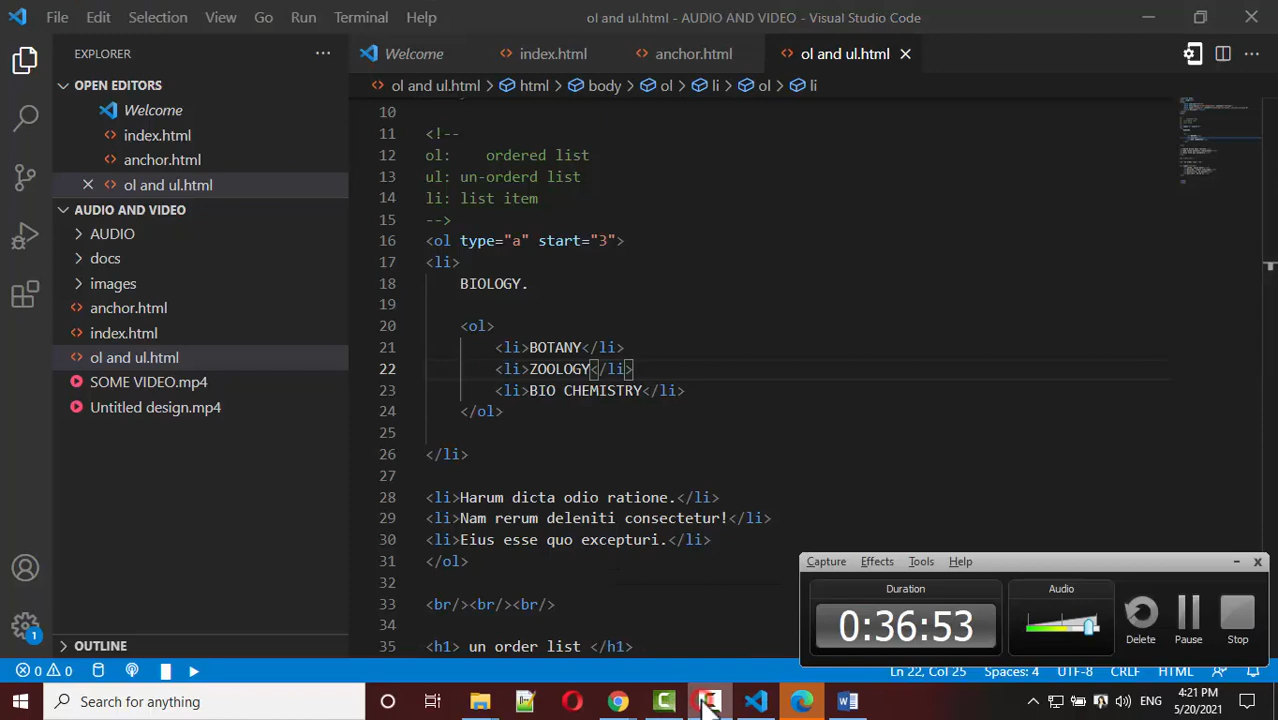 File Edit Selection View Go Run Terminal Help ol and ul.html - AUDIO AND VIDEO - Visual Studio Code
EXPLORER
OPEN EDITORS
Welcome
index.html
anchor.html
ol and ul.html
AUDIO AND VIDEO
AUDIO
docs
images
anchor.html
index.html
ol and ul.html
SOME VIDEO.mp4
Untitled design.mp4
OUTLINE
Welcome index.html anchor.html ol and ul.html
ol and ul.html html body ol li ol li
10
11 <!--
12 ol: ordered list
13 ul: un-orderd list
14 li: list item
15 -->
16 <ol type="a" start="3">
17 <li>
18 BIOLOGY.
19
20 <ol>
21 <li>BOTANY</li>
22 <li>ZOOLOGY</li>
23 <li>BIO CHEMISTRY</li>
24 </ol>
25
26 </li>
27
28 <li>Harum dicta odio ratione.</li>
29 <li>Nam rerum deleniti consectetur!</li>
30 <li>Eius esse quo excepturi.</li>
31 </ol>
32
33 <br/><br/><br/>
34
35 <h1> un order list </h1>
Capture Effects Tools Help
Duration Audio
0:36:53
Delete Pause Stop
1
0 0 Ln 22, Col 25 Spaces: 4 UTF-8 CRLF HTML
Search for anything
ENG
4:21 PM
5/20/2021